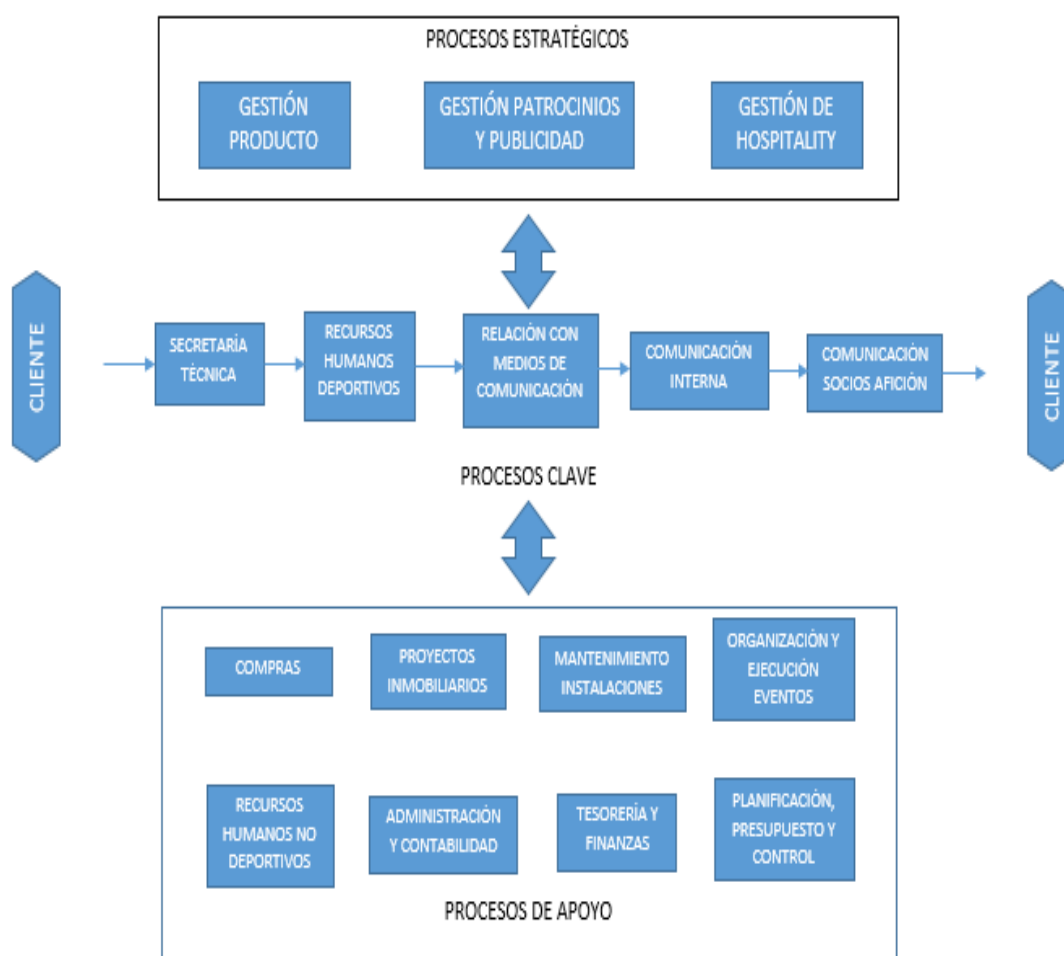 PROCESOS ESTRATÉGICOS
GESTIÓN
PRODUCTO
GESTIÓN PATROCINIOS
Y PUBLICIDAD
GESTIÓN DE
HOSPITALITY
CLIENTE
SECRETARÍA
TÉCNICA
RECURSOS
HUMANOS
DEPORTIVOS
RELACIÓN CON
MEDIOS DE
COMUNICACIÓN
COMUNICACIÓN
INTERNA
COMUNICACIÓN
SOCIOS AFICIÓN
CLIENTE
PROCESOS CLAVE
COMPRAS
PROYECTOS
INMOBILIARIOS
MANTENIMIENTO
INSTALACIONES
ORGANIZACIÓN Y
EJECUCIÓN
EVENTOS
RECURSOS
HUMANOS NO
DEPORTIVOS
ADMINISTRACIÓN
Y CONTABILIDAD
TESORERÍA Y
FINANZAS
PLANIFICACIÓN,
PRESUPUESTO Y
CONTROL
PROCESOS DE APOYO